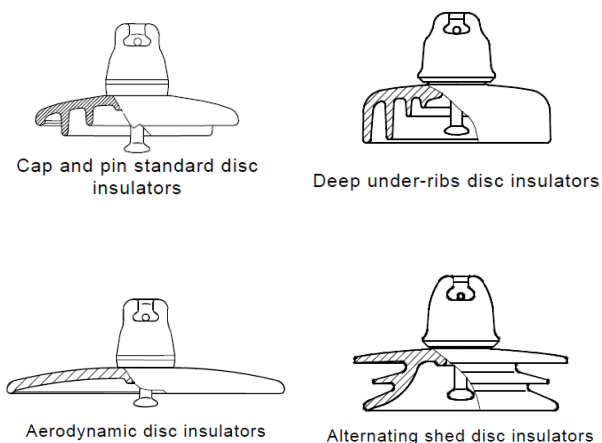 Cap and pin standard disc
insulators
Deep under-ribs disc insulators
Aerodynamic disc insulators
Alternating shed disc insulators